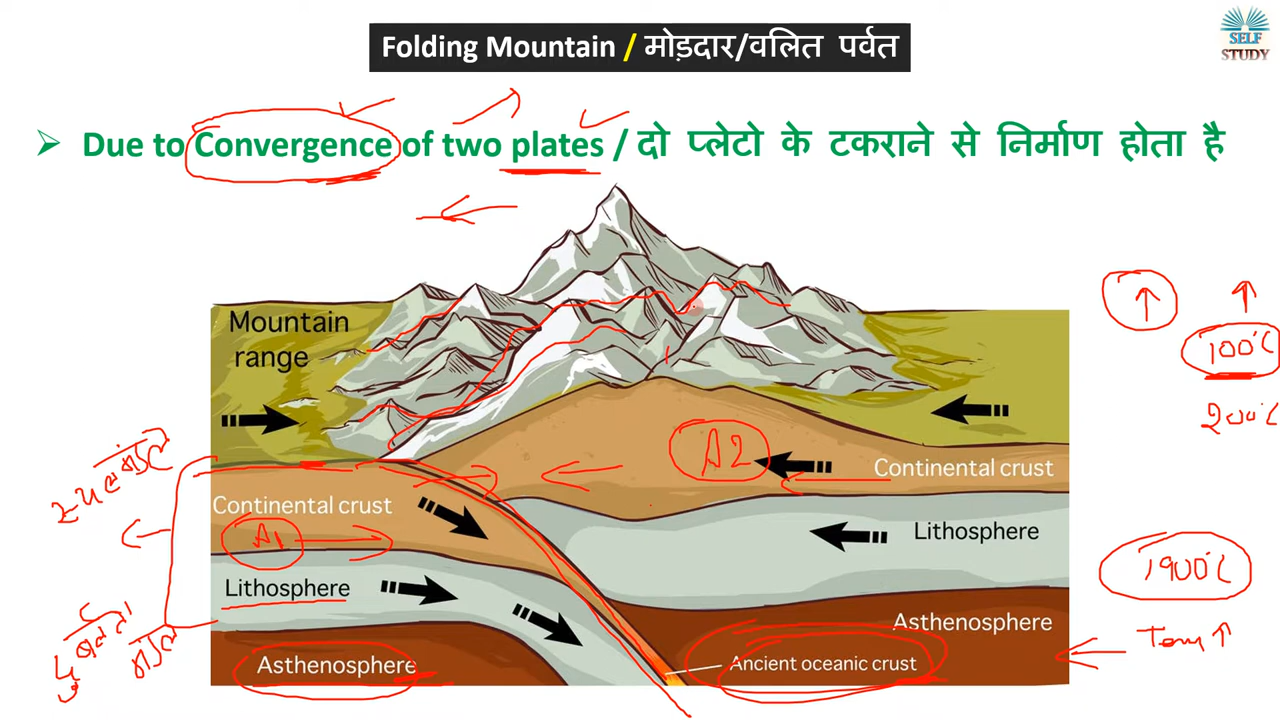 Folding Mountain / मोड़दार/वलित पर्वत
SELF
STUDY
➢ Due to Convergence of two plates / दो प्लेटो के टकराने से निर्माण होता है
Mountain
range
100°C
200°C
A2
Continental crust
Continental crust
Lithosphere
A1
Lithosphere
1900°C
Asthenosphere
Tem↑
Asthenosphere
Ancient oceanic crust